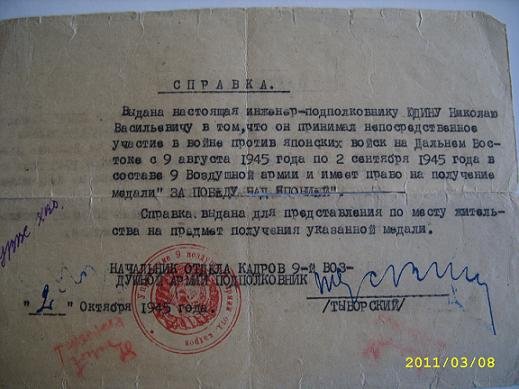 СПРАВКА.
Выдана настоящая инженер-подполковнику ЮДИНУ Николаю
Васильевичу в том, что он принимал непосредственное
участие в войне против Японских войск на Дальнем Вос-
токе с 9 августа 1945 года по 2 сентября 1945 года в
составе 9 Воздушной армии и имеет право на получение
медали" ЗА ПОБЕДУ НАД ЯПОНИЕЙ".
Справка выдана для представления по месту житель-
ства на предмет получения указанной медали.
НАЧАЛЬНИК ОТДЕЛА КАДРОВ 9-й ВОЗ-
ДУШНОЙ АРМИИ ПОДПОЛКОВНИК
/ТЫВОРСКИЙ/
"2" Октября 1945 года.
2011/03/08